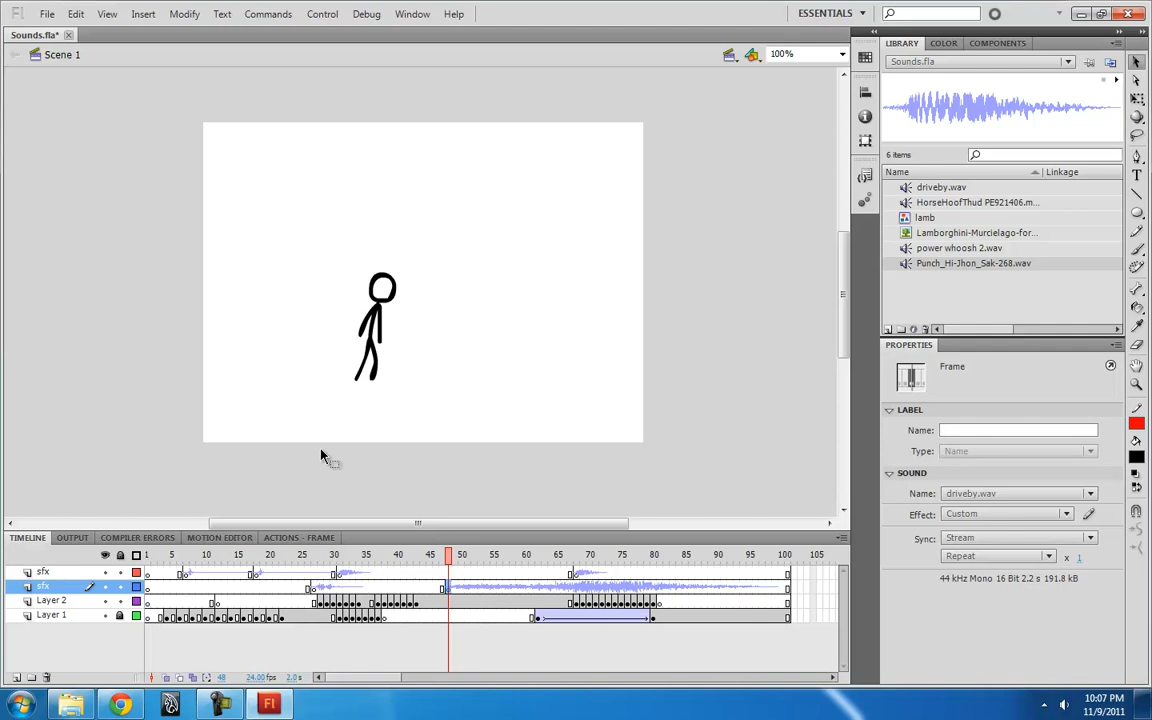 Fl File Edit View Insert Modify Text Commands Control Debug Window Help ESSENTIALS
Sounds.fla*
Scene 1 100%
LIBRARY COLOR COMPONENTS
Sounds.fla
6 items
Name Linkage
driveby.wav
HorseHoofThud PE921406.m...
lamb
Lamborghini-Murcielago-for...
power whoosh 2.wav
Punch_Hi-Jhon_Sak-268.wav
PROPERTIES
Frame
LABEL
Name:
Type: Name
SOUND
Name: driveby.wav
Effect: Custom
Sync: Stream
Repeat x 1
44 kHz Mono 16 Bit 2.2 s 191.8 kB
TIMELINE OUTPUT COMPILER ERRORS MOTION EDITOR ACTIONS - FRAME
1 5 10 15 20 25 30 35 40 45 50 55 60 65 70 75 80 85 90 95 100 105
sfx
sfx
Layer 2
Layer 1
48 24.00fps 2.0s
Fl
10:07 PM
11/9/2011